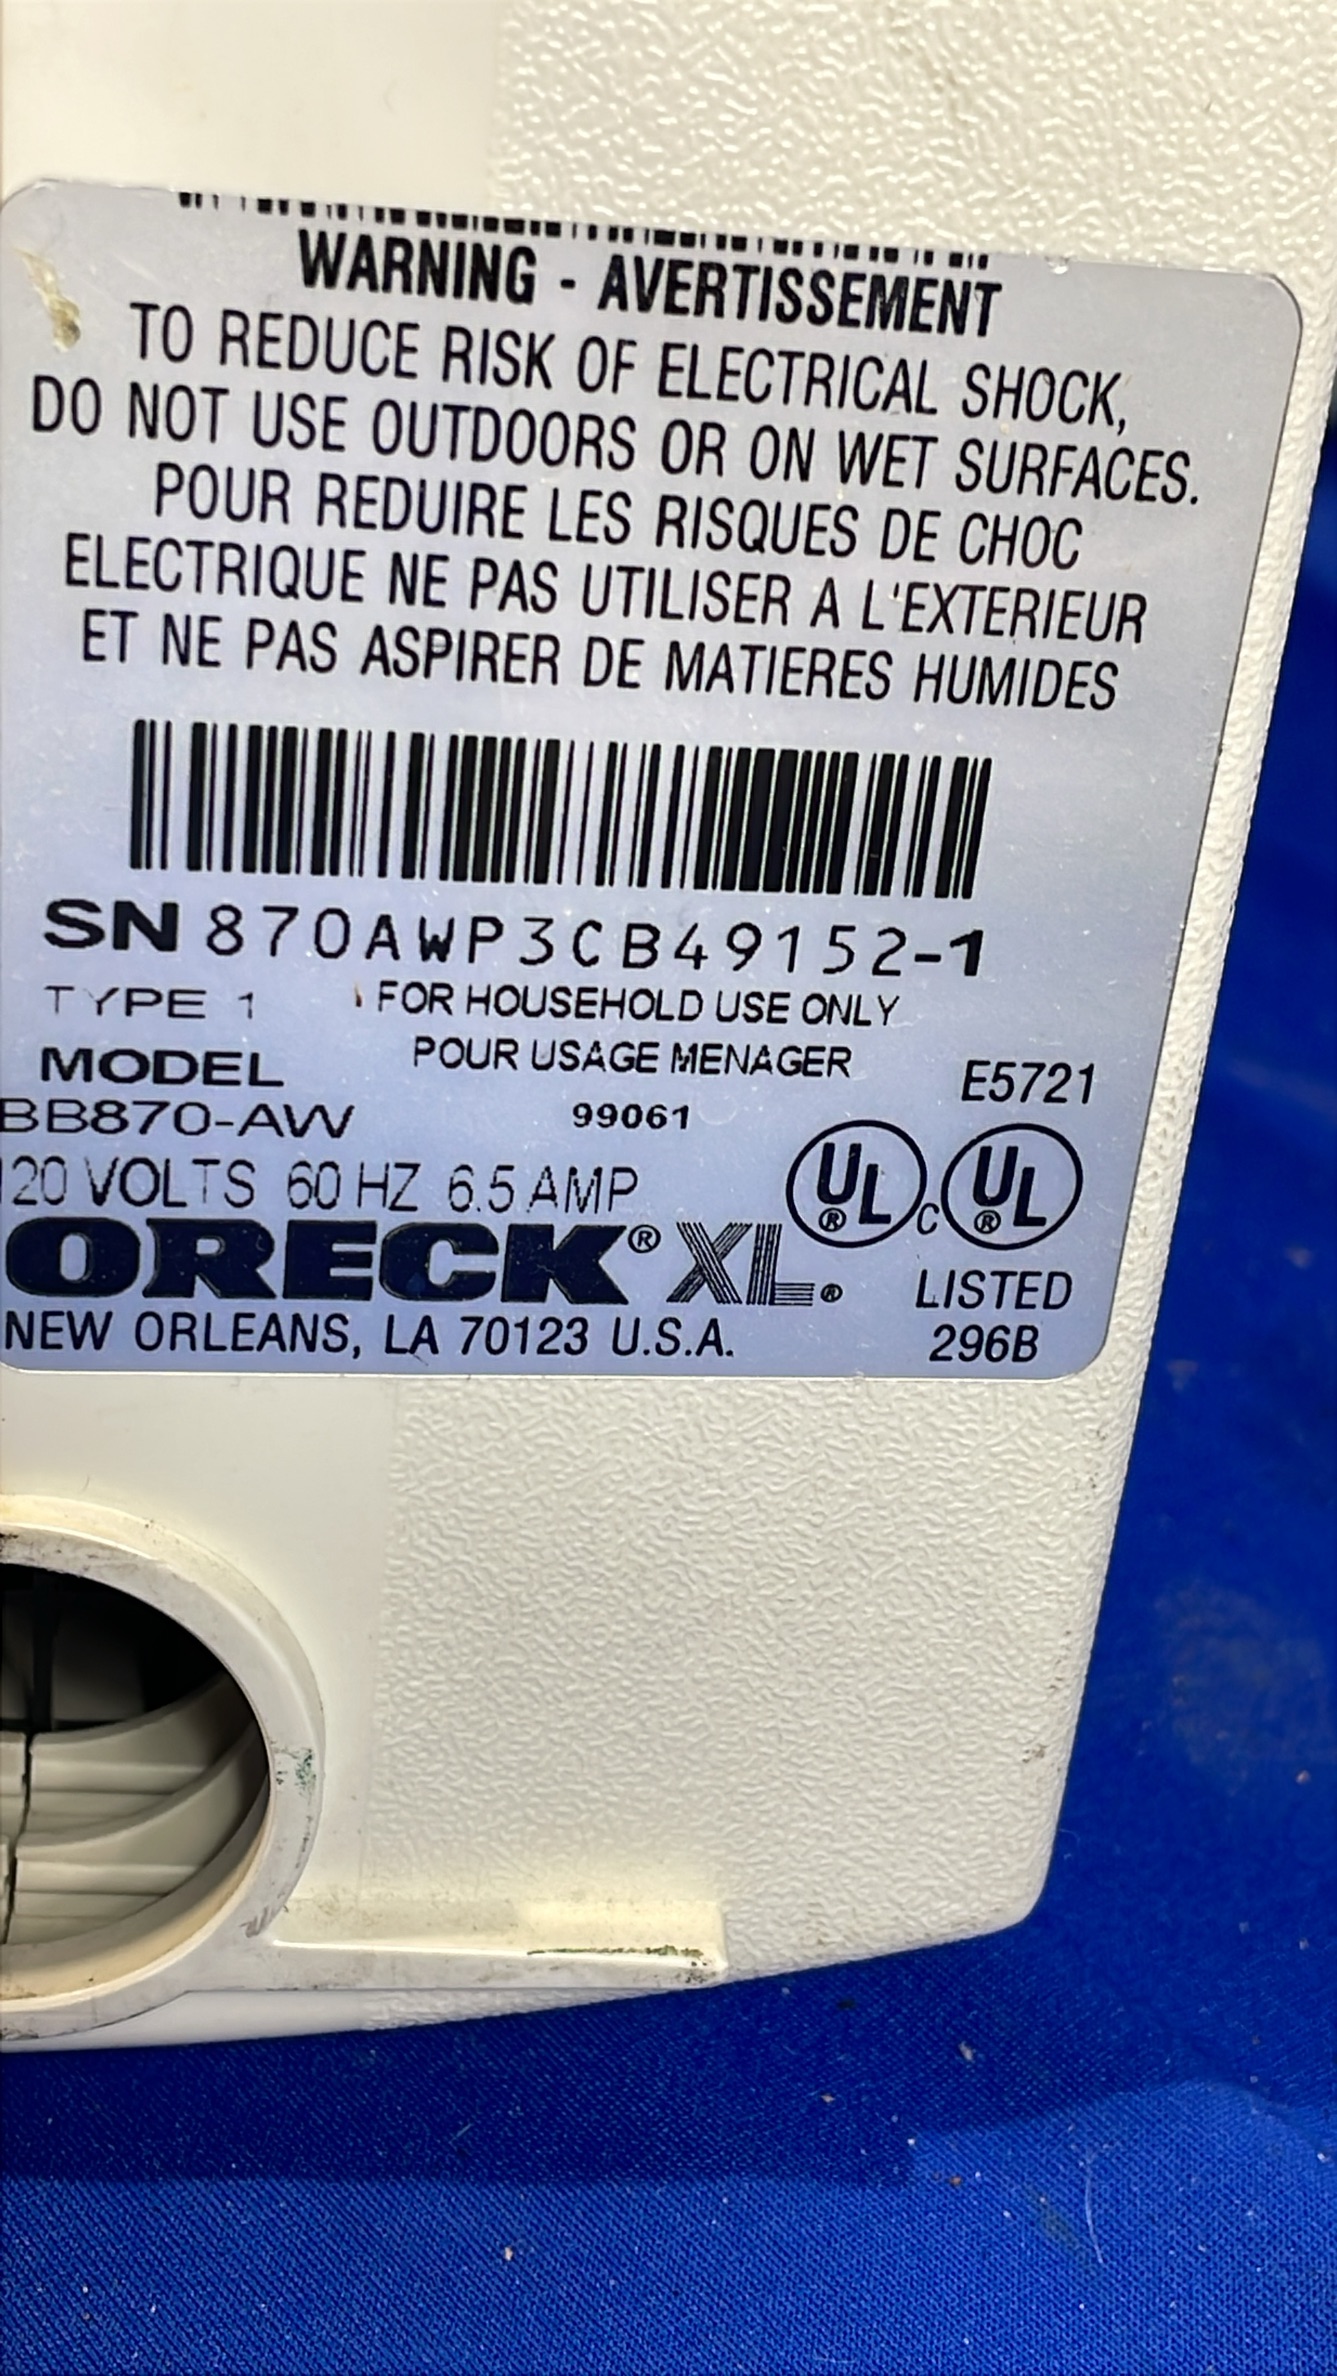 WARNING - AVERTISSEMENT
TO REDUCE RISK OF ELECTRICAL SHOCK,
DO NOT USE OUTDOORS OR ON WET SURFACES.
POUR REDUIRE LES RISQUES DE CHOC
ELECTRIQUE NE PAS UTILISER A L'EXTERIEUR
ET NE PAS ASPIRER DE MATIERES HUMIDES
SN 870AWP3CB49152-1
TYPE 1 FOR HOUSEHOLD USE ONLY
POUR USAGE MENAGER
MODEL
BB870-AW
99061
E5721
120 VOLTS 60 HZ 6.5 AMP
UL® c UL®
ORECK® XL®
LISTED
NEW ORLEANS, LA 70123 U.S.A.
296B